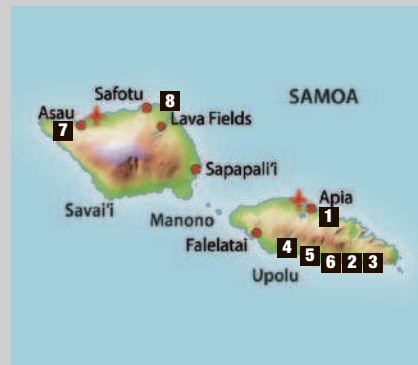 Safotu
8
SAMOA
Asau
7
Lava Fields
Sapapali'i
Savai'i
Manono
Apia
1
Falelatai
4
5
6
2
3
Upolu